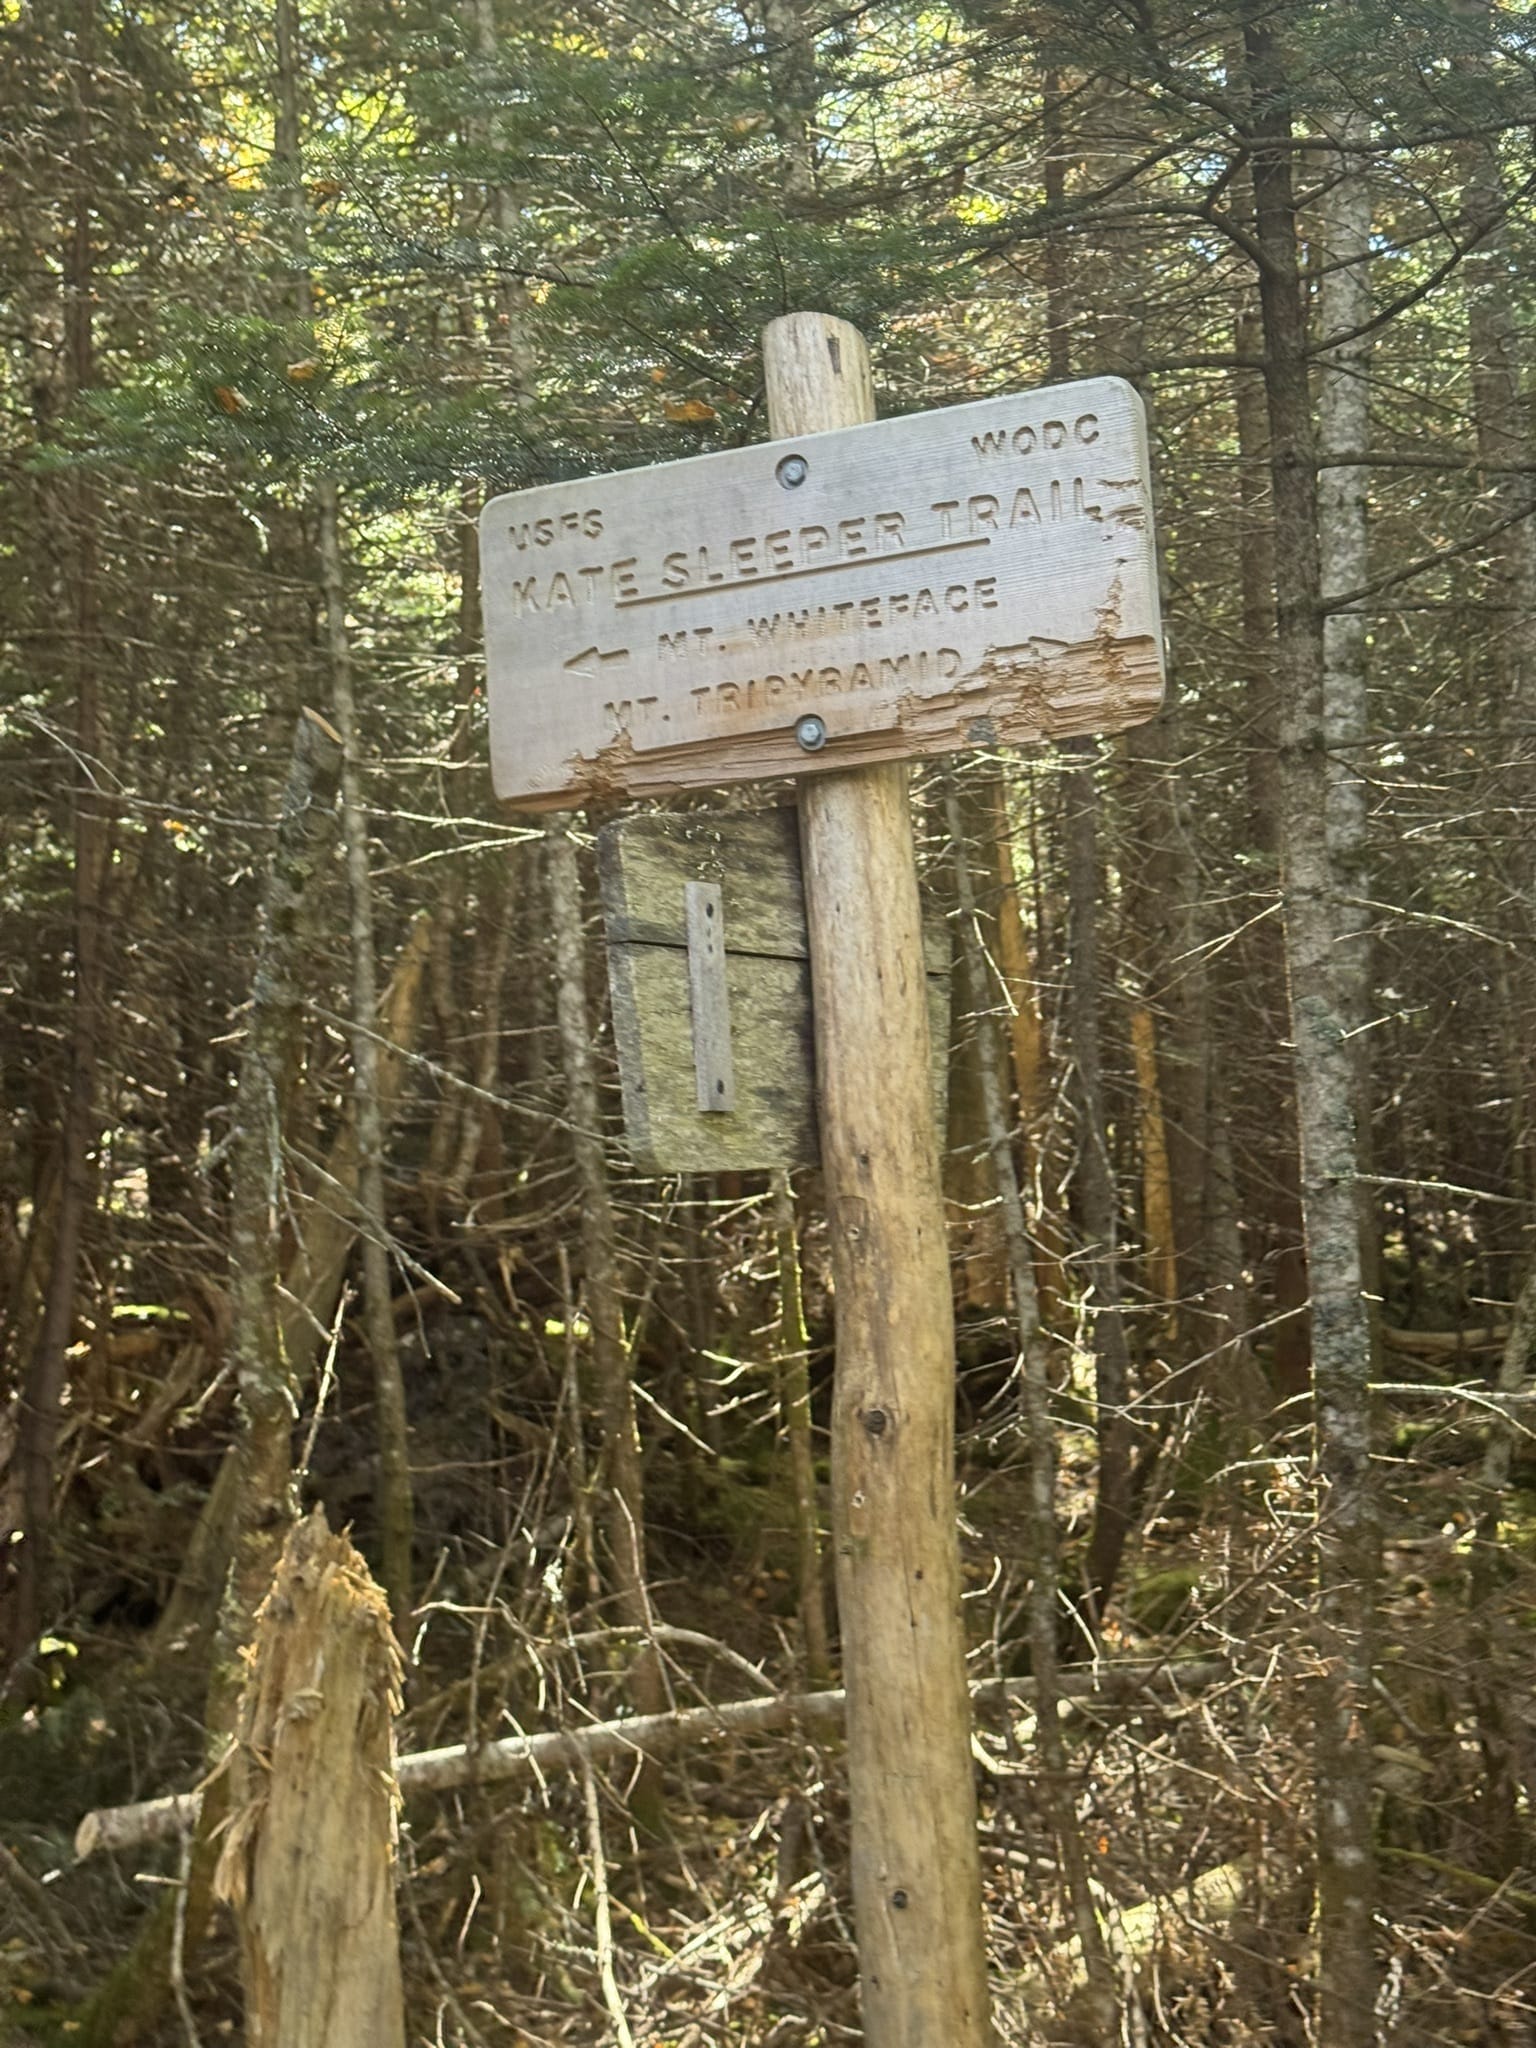 USFS WODC
KATE SLEEPER TRAIL
← MT. WHITEFACE
MT. TRIPYRAMID →